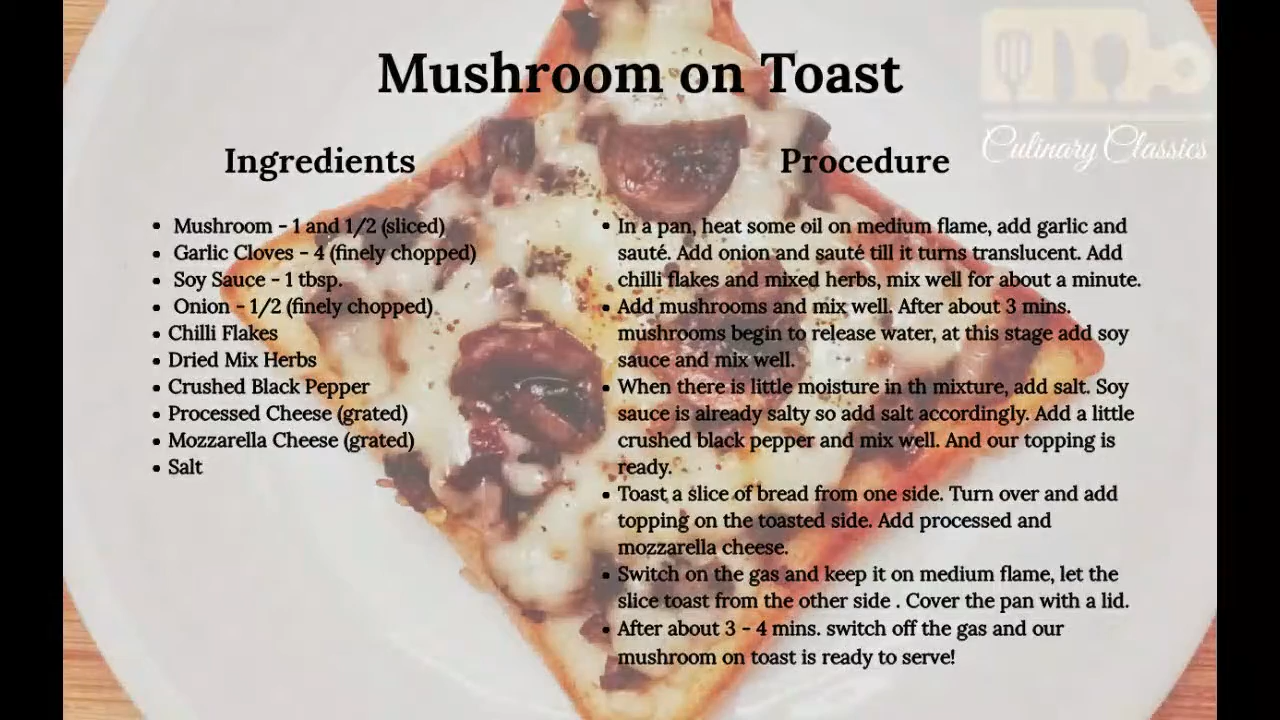 Mushroom on Toast
Culinary Classics
Ingredients
Mushroom - 1 and 1/2 (sliced)
Garlic Cloves - 4 (finely chopped)
Soy Sauce - 1 tbsp.
Onion - 1/2 (finely chopped)
Chilli Flakes
Dried Mix Herbs
Crushed Black Pepper
Processed Cheese (grated)
Mozzarella Cheese (grated)
Salt
Procedure
In a pan, heat some oil on medium flame, add garlic and
sauté. Add onion and sauté till it turns translucent. Add
chilli flakes and mixed herbs, mix well for about a minute.
Add mushrooms and mix well. After about 3 mins.
mushrooms begin to release water, at this stage add soy
sauce and mix well.
When there is little moisture in th mixture, add salt. Soy
sauce is already salty so add salt accordingly. Add a little
crushed black pepper and mix well. And our topping is
ready.
Toast a slice of bread from one side. Turn over and add
topping on the toasted side. Add processed and
mozzarella cheese.
Switch on the gas and keep it on medium flame, let the
slice toast from the other side . Cover the pan with a lid.
After about 3 - 4 mins. switch off the gas and our
mushroom on toast is ready to serve!